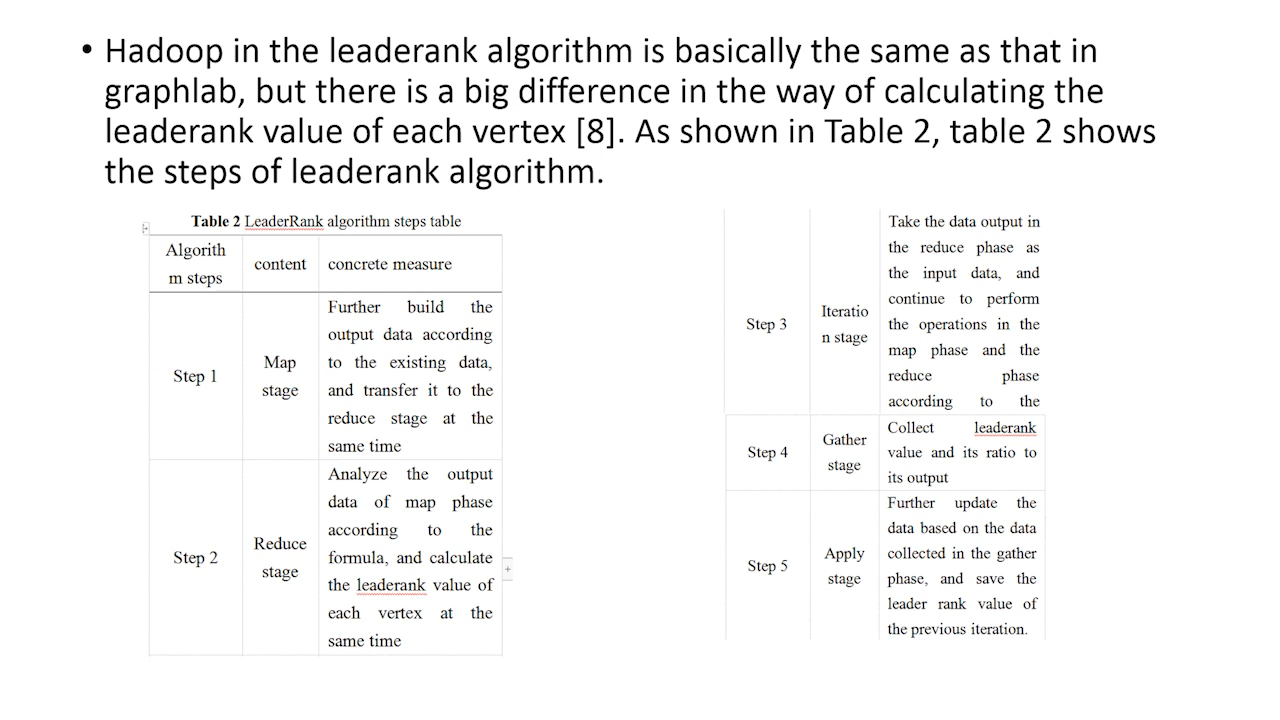 • Hadoop in the leaderank algorithm is basically the same as that in
graphlab, but there is a big difference in the way of calculating the
leaderank value of each vertex [8]. As shown in Table 2, table 2 shows
the steps of leaderank algorithm.
Table 2 LeaderRank algorithm steps table
Algorith
m steps
content
concrete measure
Step 1
Map
stage
Further build the
output data according
to the existing data,
and transfer it to the
reduce stage at the
same time
Step 2
Reduce
stage
Analyze the output
data of map phase
according to the
formula, and calculate
the leaderank value of
each vertex at the
same time
Step 3
Iteratio
n stage
Take the data output in
the reduce phase as
the input data, and
continue to perform
the operations in the
map phase and the
reduce phase
according to the
Step 4
Gather
stage
Collect leaderank
value and its ratio to
its output
Step 5
Apply
stage
Further update the
data based on the data
collected in the gather
phase, and save the
leader rank value of
the previous iteration.